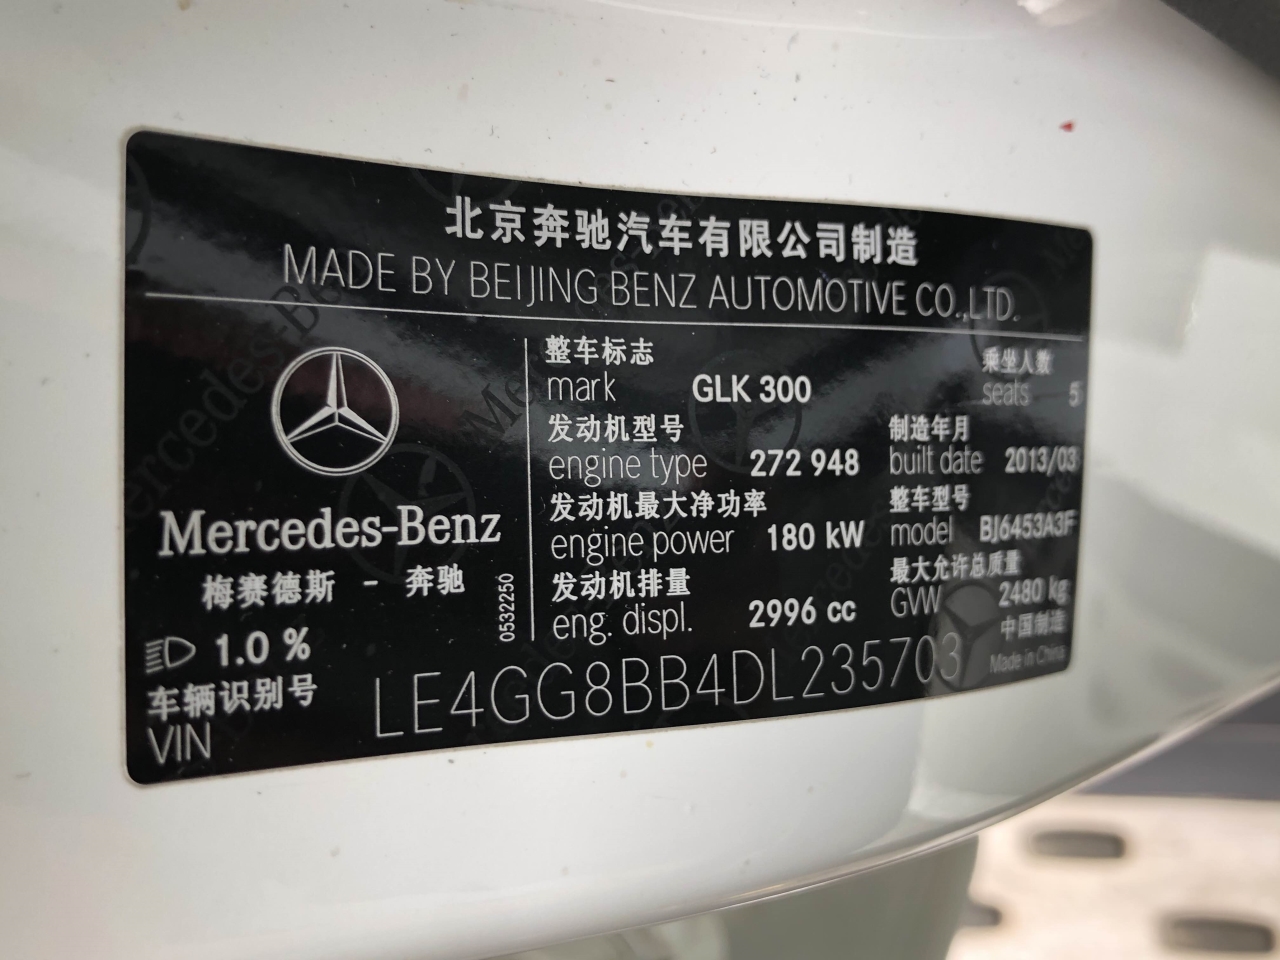 北京奔驰汽车有限公司制造
MADE BY BEIJING BENZ AUTOMOTIVE CO.,LTD.
Mercedes-Benz
梅赛德斯 - 奔驰
1.0 %
0532250
整车标志
mark GLK 300
乘坐人数
seats 5
发动机型号
engine type 272 948
制造年月
built date 2013/03
发动机最大净功率
engine power 180 kW
整车型号
model BJ6453A3F
发动机排量
eng. displ. 2996 cc
最大允许总质量
GVW 2480 kg
中国制造
Made in China
车辆识别号
VIN LE4GG8BB4DL235703